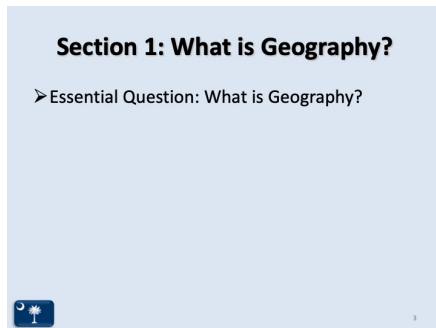 Section 1: What is Geography?
➢Essential Question: What is Geography?
3